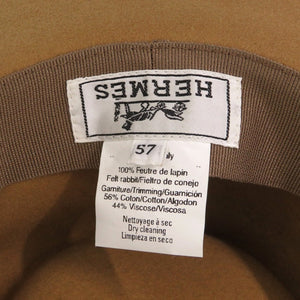 HERMES
57
100% Feutre de lapin
Felt rabbit/Fieltro de conejo
Garniture/Trimming/Guarnición
56% Coton/Cotton/Algodon
44% Viscose/Viscosa
Nettoyage à sec
Dry cleaning
Limpieza en seco